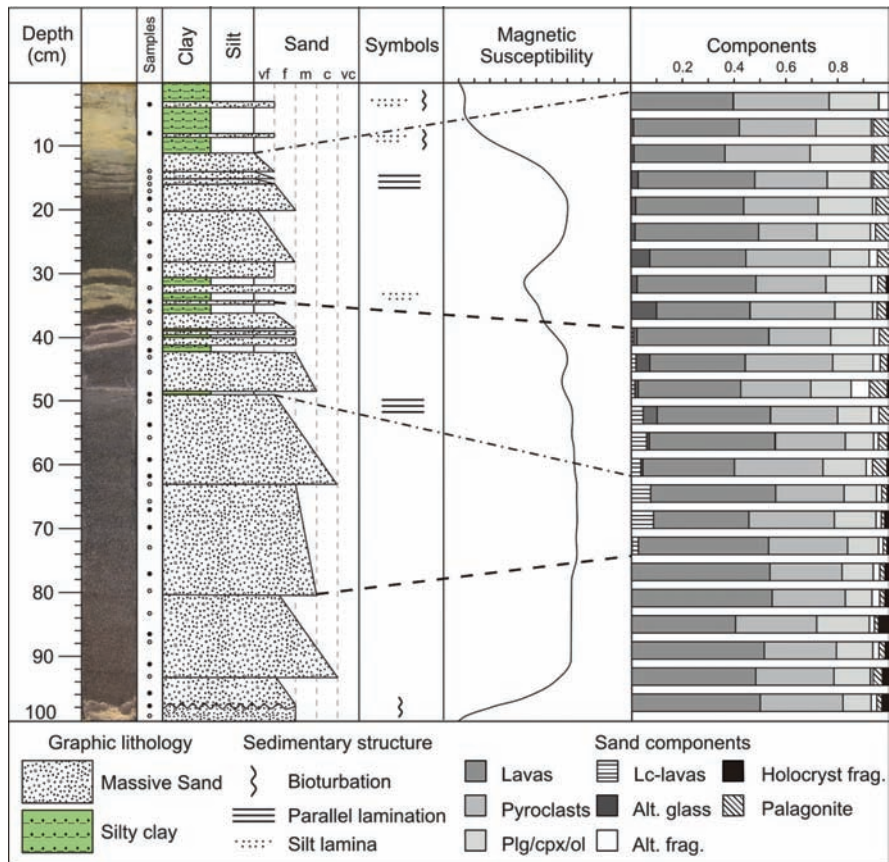 Depth
(cm)
Samples
Clay
Silt
Sand
vf f m c vc
Symbols
Magnetic
Susceptibility
Components
0.2 0.4 0.6 0.8
10
20
30
40
50
60
70
80
90
100
Graphic lithology
Massive Sand
Silty clay
Sedimentary structure
Bioturbation
Parallel lamination
Silt lamina
Sand components
Lavas
Lc-lavas
Holocryst frag.
Pyroclasts
Alt. glass
Palagonite
Plg/cpx/ol
Alt. frag.